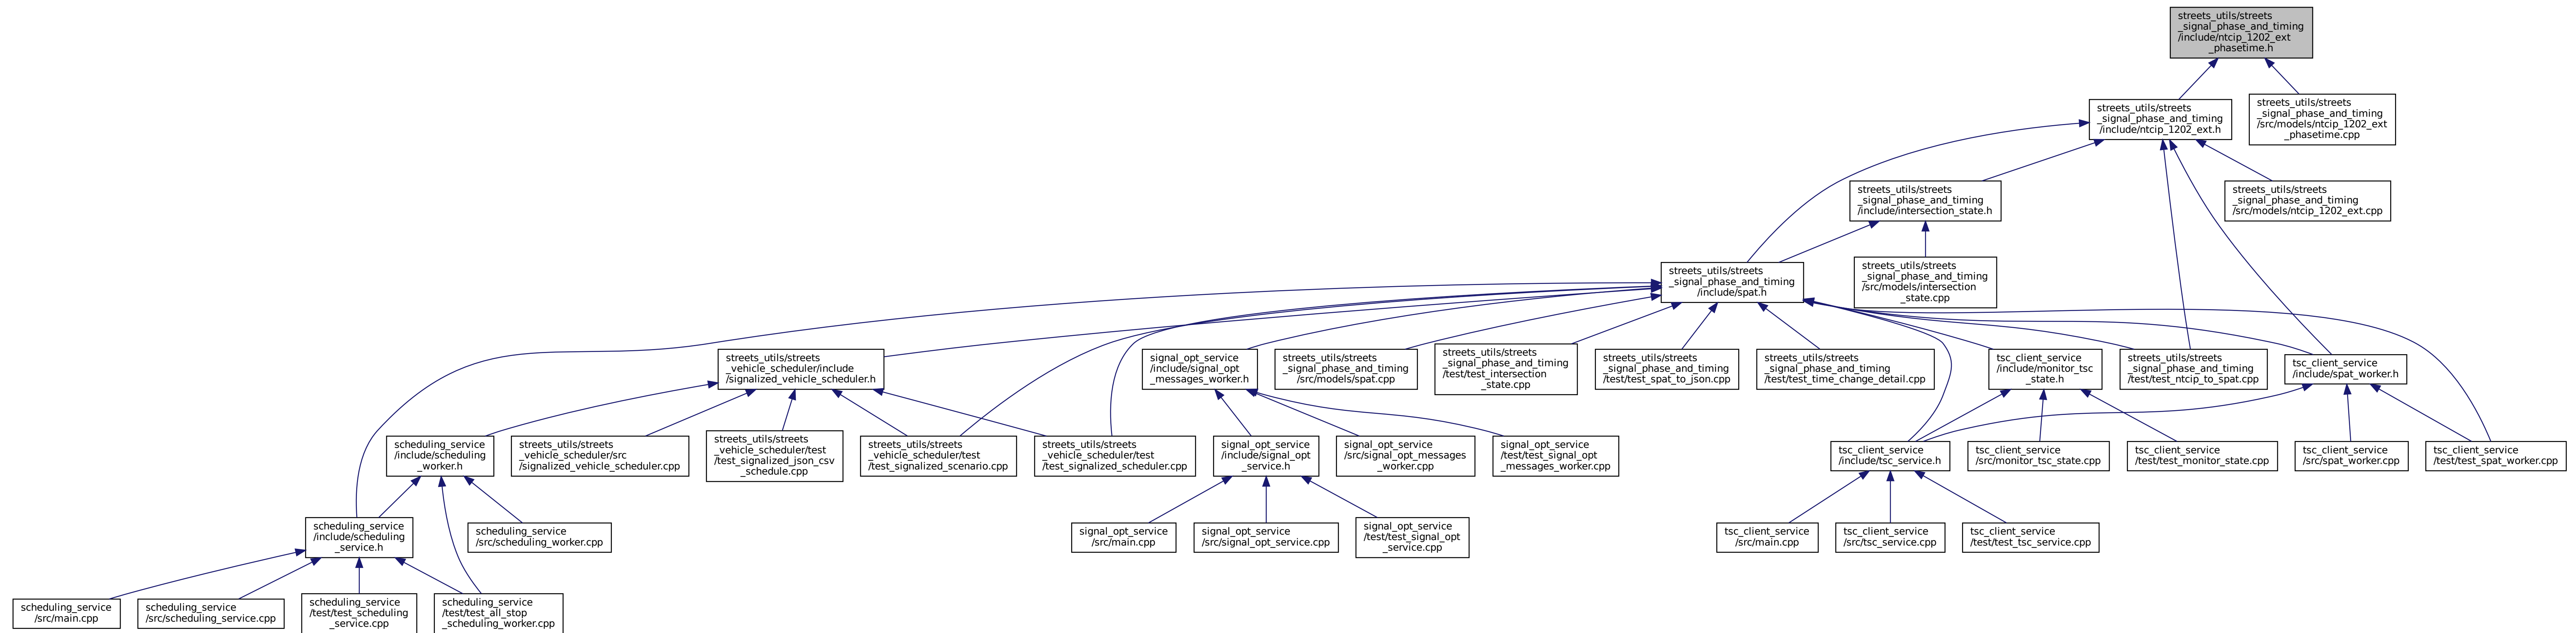 streets_utils/streets
_signal_phase_and_timing
/include/ntcip_1202_ext
_phasetime.h
streets_utils/streets
_signal_phase_and_timing
/include/ntcip_1202_ext.h
streets_utils/streets
_signal_phase_and_timing
/src/models/ntcip_1202_ext
_phasetime.cpp
streets_utils/streets
_signal_phase_and_timing
/include/intersection_state.h
streets_utils/streets
_signal_phase_and_timing
/src/models/ntcip_1202_ext.cpp
streets_utils/streets
_signal_phase_and_timing
/include/spat.h
streets_utils/streets
_signal_phase_and_timing
/src/models/intersection
_state.cpp
streets_utils/streets
_vehicle_scheduler/include
/signalized_vehicle_scheduler.h
signal_opt_service
/include/signal_opt
_messages_worker.h
streets_utils/streets
_signal_phase_and_timing
/src/models/spat.cpp
streets_utils/streets
_signal_phase_and_timing
/test/test_intersection
_state.cpp
streets_utils/streets
_signal_phase_and_timing
/test/test_spat_to_json.cpp
streets_utils/streets
_signal_phase_and_timing
/test/test_time_change_detail.cpp
tsc_client_service
/include/monitor_tsc
_state.h
streets_utils/streets
_signal_phase_and_timing
/test/test_ntcip_to_spat.cpp
tsc_client_service
/include/spat_worker.h
scheduling_service
/include/scheduling
_worker.h
streets_utils/streets
_vehicle_scheduler/src
/signalized_vehicle_scheduler.cpp
streets_utils/streets
_vehicle_scheduler/test
/test_signalized_json_csv
_schedule.cpp
streets_utils/streets
_vehicle_scheduler/test
/test_signalized_scenario.cpp
streets_utils/streets
_vehicle_scheduler/test
/test_signalized_scheduler.cpp
signal_opt_service
/include/signal_opt
_service.h
signal_opt_service
/src/signal_opt_messages
_worker.cpp
signal_opt_service
/test/test_signal_opt
_messages_worker.cpp
tsc_client_service
/include/tsc_service.h
tsc_client_service
/src/monitor_tsc_state.cpp
tsc_client_service
/test/test_monitor_state.cpp
tsc_client_service
/src/spat_worker.cpp
tsc_client_service
/test/test_spat_worker.cpp
scheduling_service
/include/scheduling
_service.h
scheduling_service
/src/scheduling_worker.cpp
signal_opt_service
/src/main.cpp
signal_opt_service
/src/signal_opt_service.cpp
signal_opt_service
/test/test_signal_opt
_service.cpp
tsc_client_service
/src/main.cpp
tsc_client_service
/src/tsc_service.cpp
tsc_client_service
/test/test_tsc_service.cpp
scheduling_service
/src/main.cpp
scheduling_service
/src/scheduling_service.cpp
scheduling_service
/test/test_scheduling
_service.cpp
scheduling_service
/test/test_all_stop
_scheduling_worker.cpp